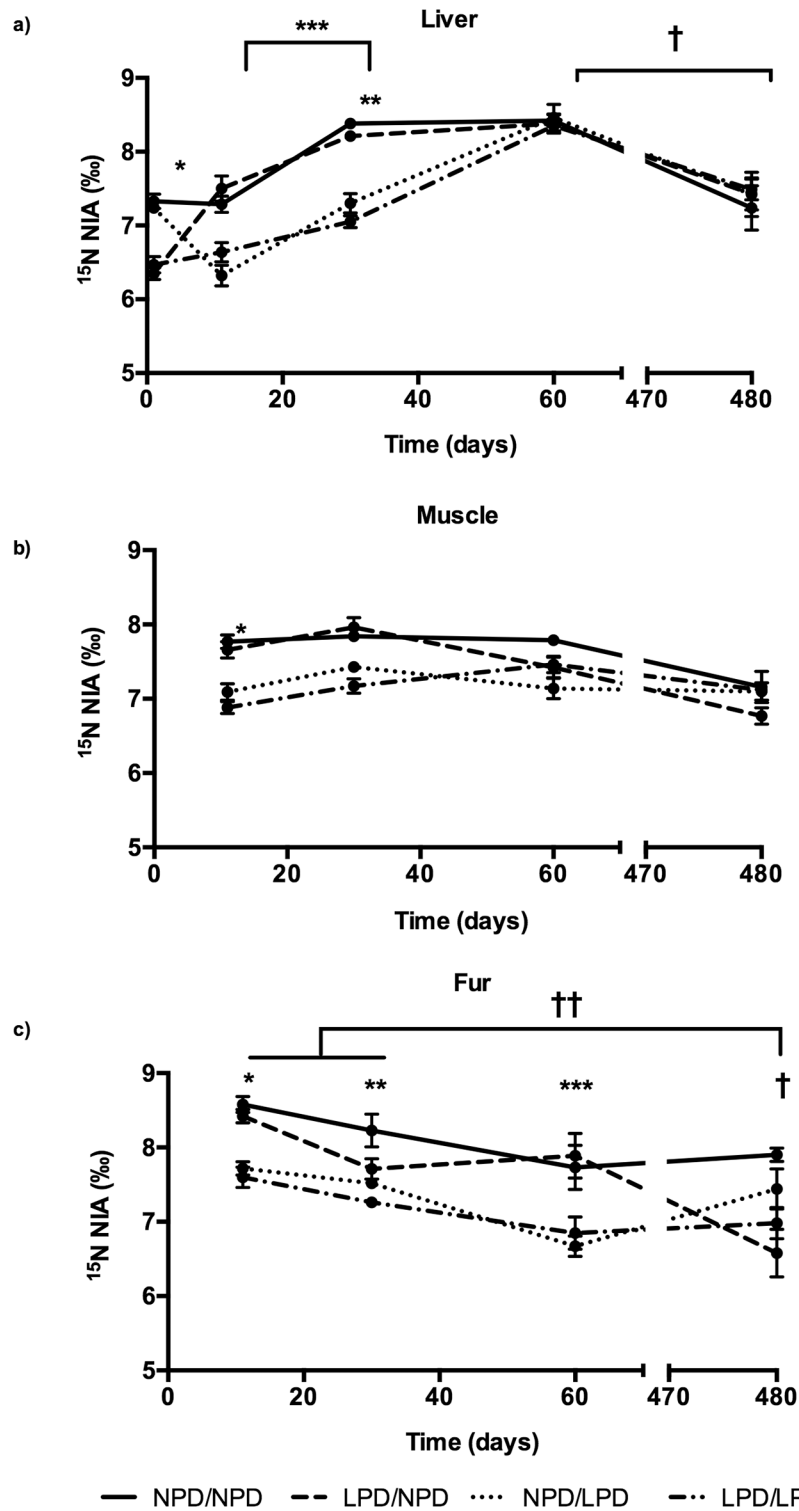 a)
Liver
***
†
**
*
9
8
7
6
5
¹⁵N NIA (‰)
0 20 40 60 470 480
Time (days)
b)
Muscle
9
8
7
6
5
*
¹⁵N NIA (‰)
0 20 40 60 470 480
Time (days)
c)
Fur
††
* ** *** †
9
8
7
6
5
¹⁵N NIA (‰)
0 20 40 60 470 480
Time (days)
NPD/NPD LPD/NPD NPD/LPD LPD/LP